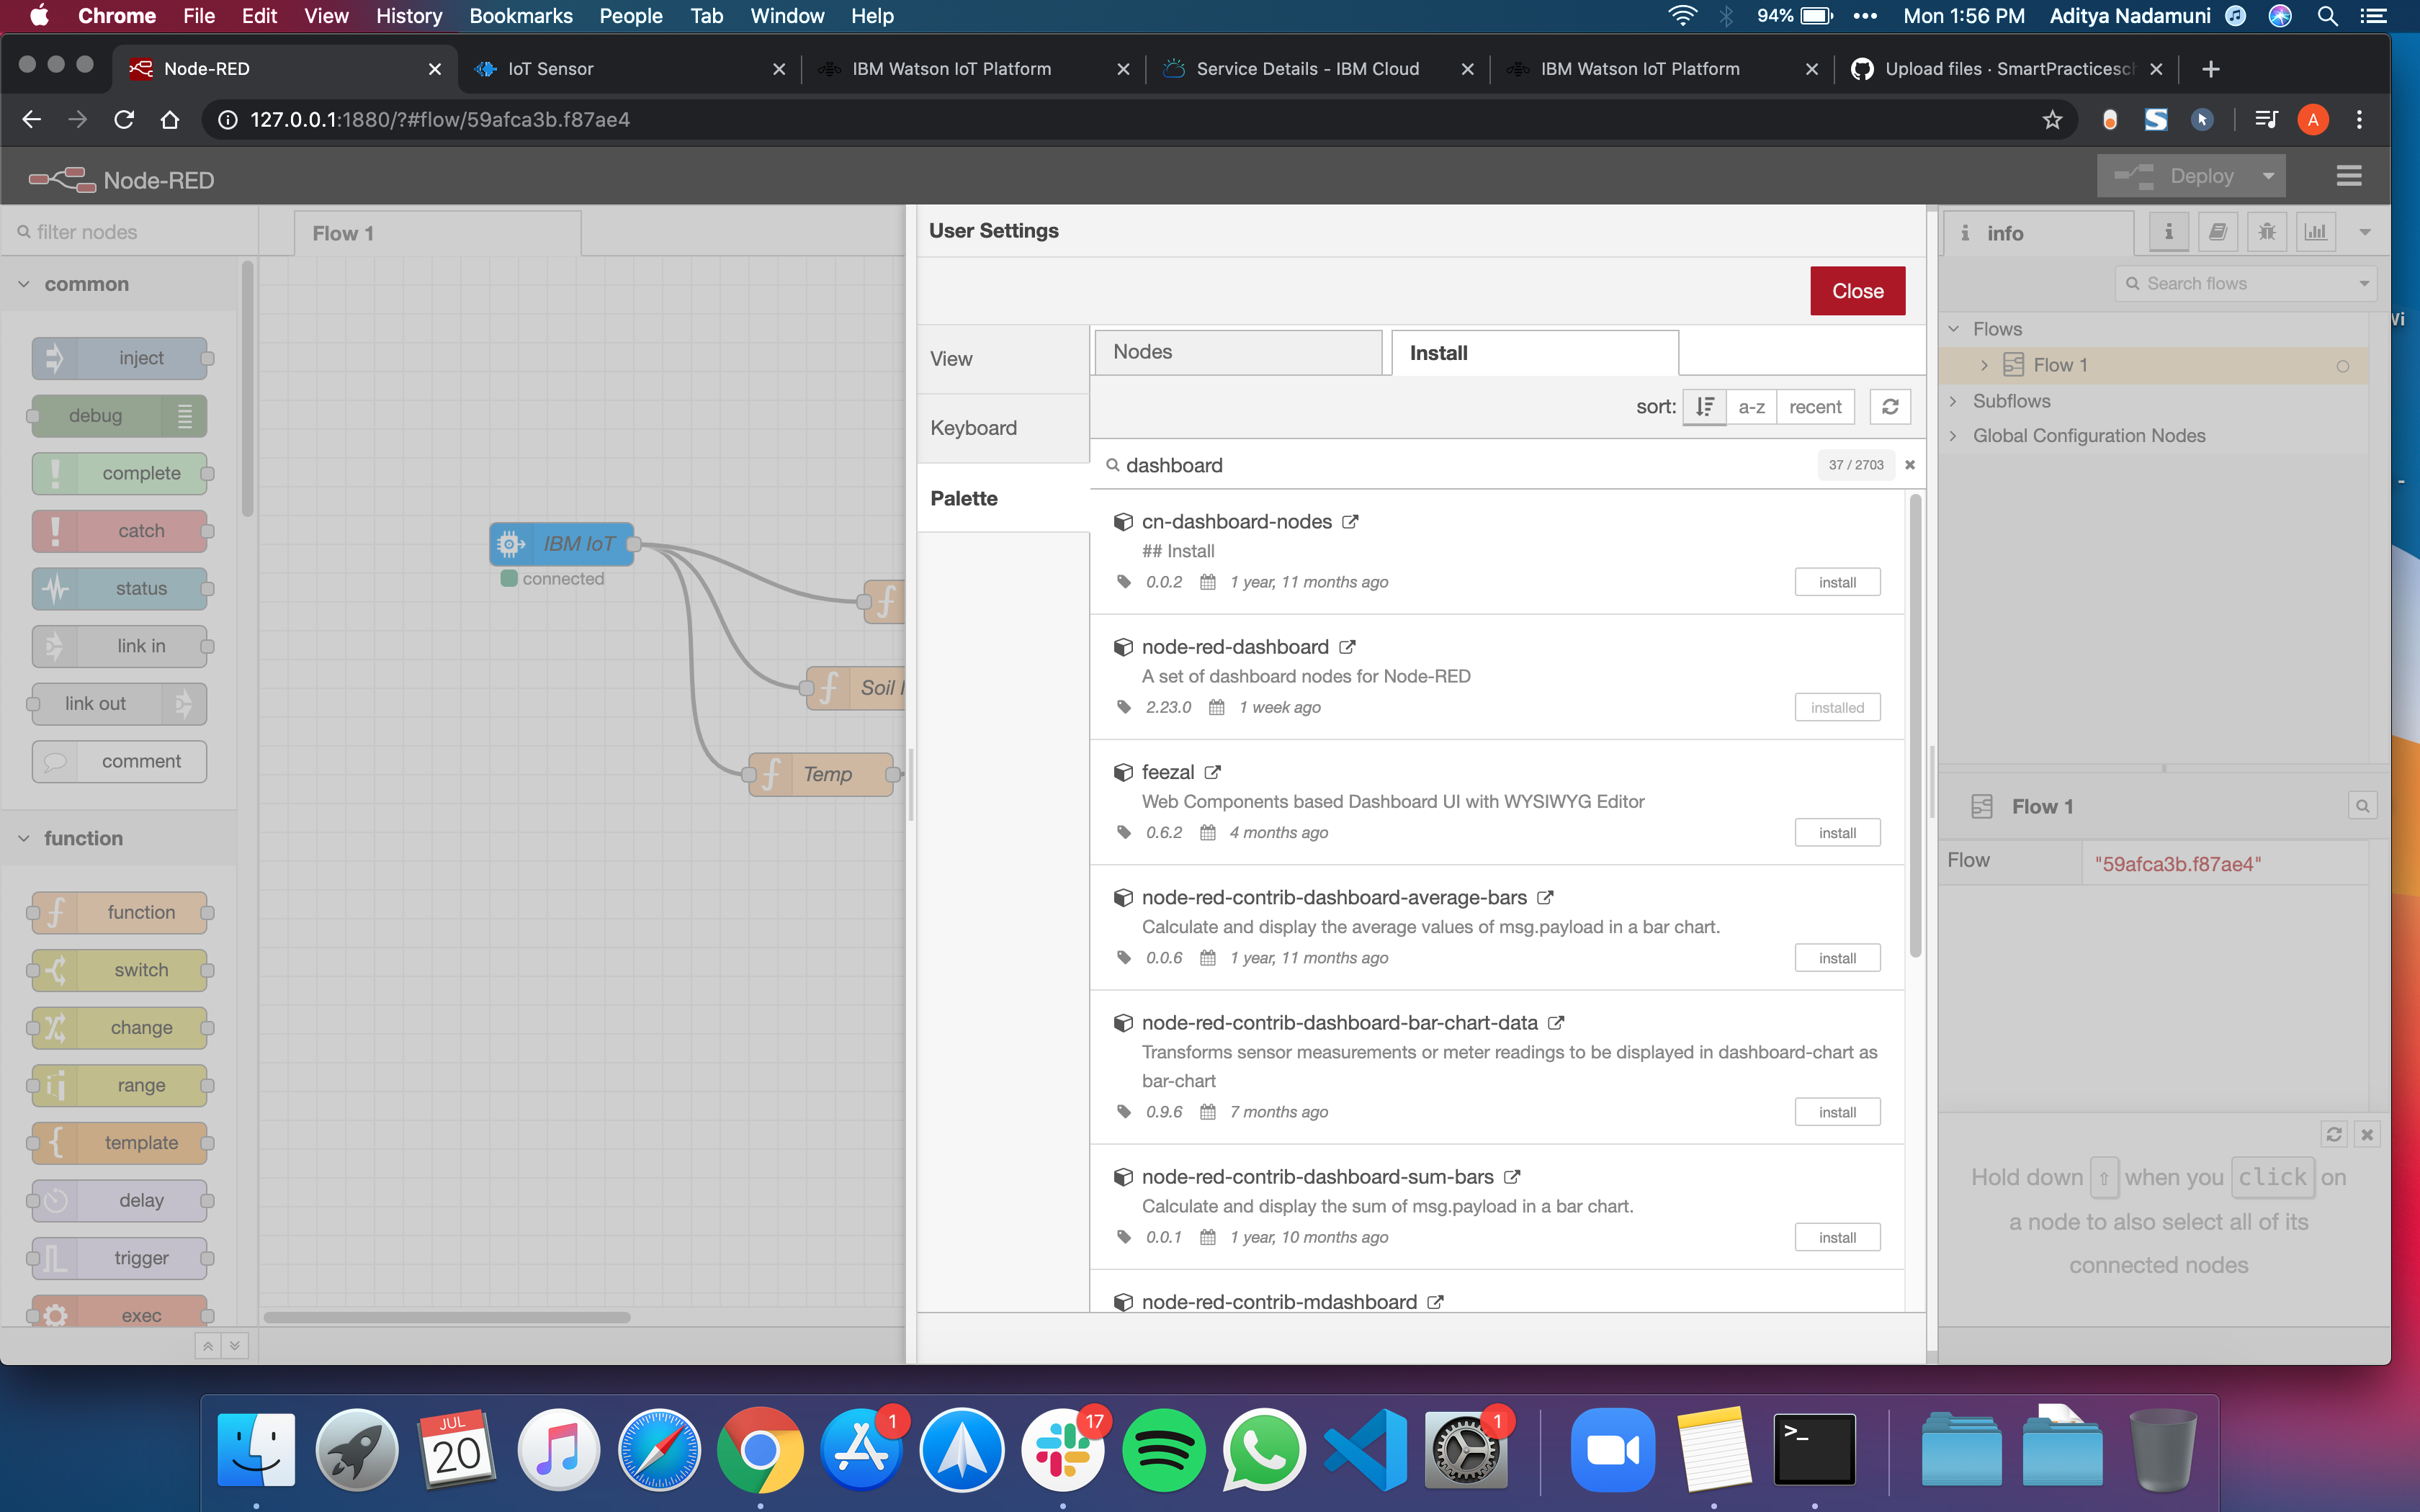 Chrome File Edit View History Bookmarks People Tab Window Help 94% Mon 1:56 PM Aditya Nadamuni
Node-RED IoT Sensor IBM Watson IoT Platform Service Details - IBM Cloud IBM Watson IoT Platform Upload files · SmartPracticesch
127.0.0.1:1880/?#flow/59afca3b.f87ae4 A
Node-RED Deploy
filter nodes
Flow 1
common
inject
debug
complete
catch
status
link in
link out
comment
function
function
switch
change
range
template
delay
trigger
exec
IBM IoT
connected
Soil
Temp
User Settings
Close
View
Keyboard
Palette
Nodes Install
sort: a-z recent
dashboard 37 / 2703
cn-dashboard-nodes
## Install
0.0.2 1 year, 11 months ago install
node-red-dashboard
A set of dashboard nodes for Node-RED
2.23.0 1 week ago installed
feezal
Web Components based Dashboard UI with WYSIWYG Editor
0.6.2 4 months ago install
node-red-contrib-dashboard-average-bars
Calculate and display the average values of msg.payload in a bar chart.
0.0.6 1 year, 11 months ago install
node-red-contrib-dashboard-bar-chart-data
Transforms sensor measurements or meter readings to be displayed in dashboard-chart as
bar-chart
0.9.6 7 months ago install
node-red-contrib-dashboard-sum-bars
Calculate and display the sum of msg.payload in a bar chart.
0.0.1 1 year, 10 months ago install
node-red-contrib-mdashboard
info
Search flows
Flows
Flow 1
Subflows
Global Configuration Nodes
Flow 1
Flow "59afca3b.f87ae4"
Hold down ⇧ when you click on
a node to also select all of its
connected nodes
JUL
20
1
17
1
>_